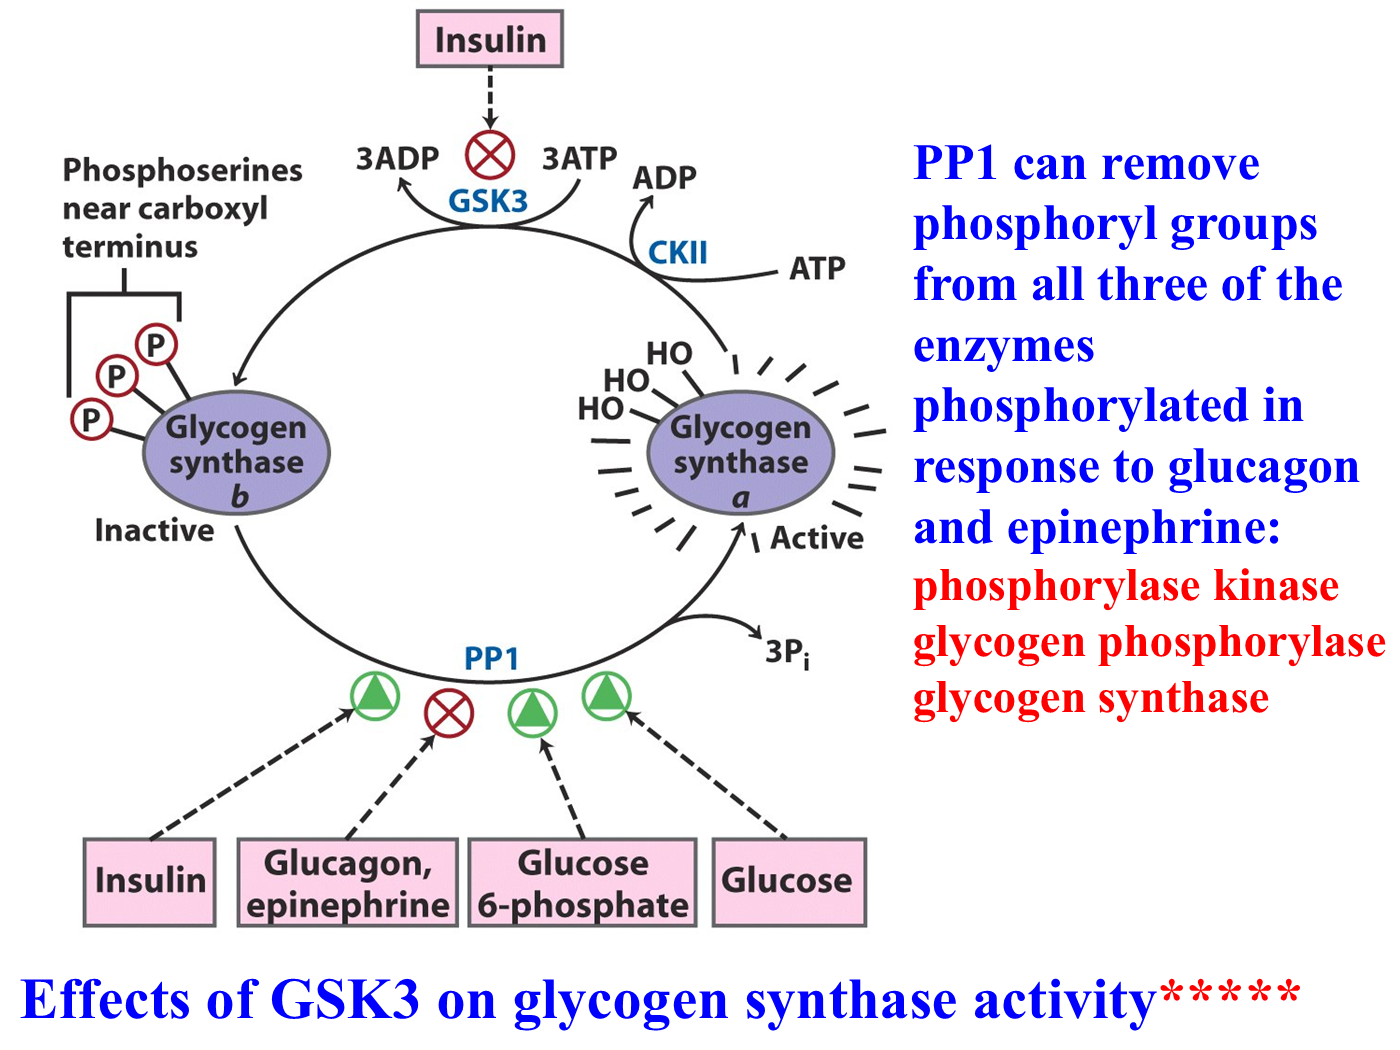 Insulin
3ADP
3ATP
GSK3
ADP
CKII
ATP
Phosphoserines
near carboxyl
terminus
P
P
P
Glycogen
synthase
b
Inactive
HO
HO
HO
Glycogen
synthase
a
Active
PP1
3Pi
Insulin
Glucagon,
epinephrine
Glucose
6-phosphate
Glucose
PP1 can remove
phosphoryl groups
from all three of the
enzymes
phosphorylated in
response to glucagon
and epinephrine:
phosphorylase kinase
glycogen phosphorylase
glycogen synthase
Effects of GSK3 on glycogen synthase activity*****